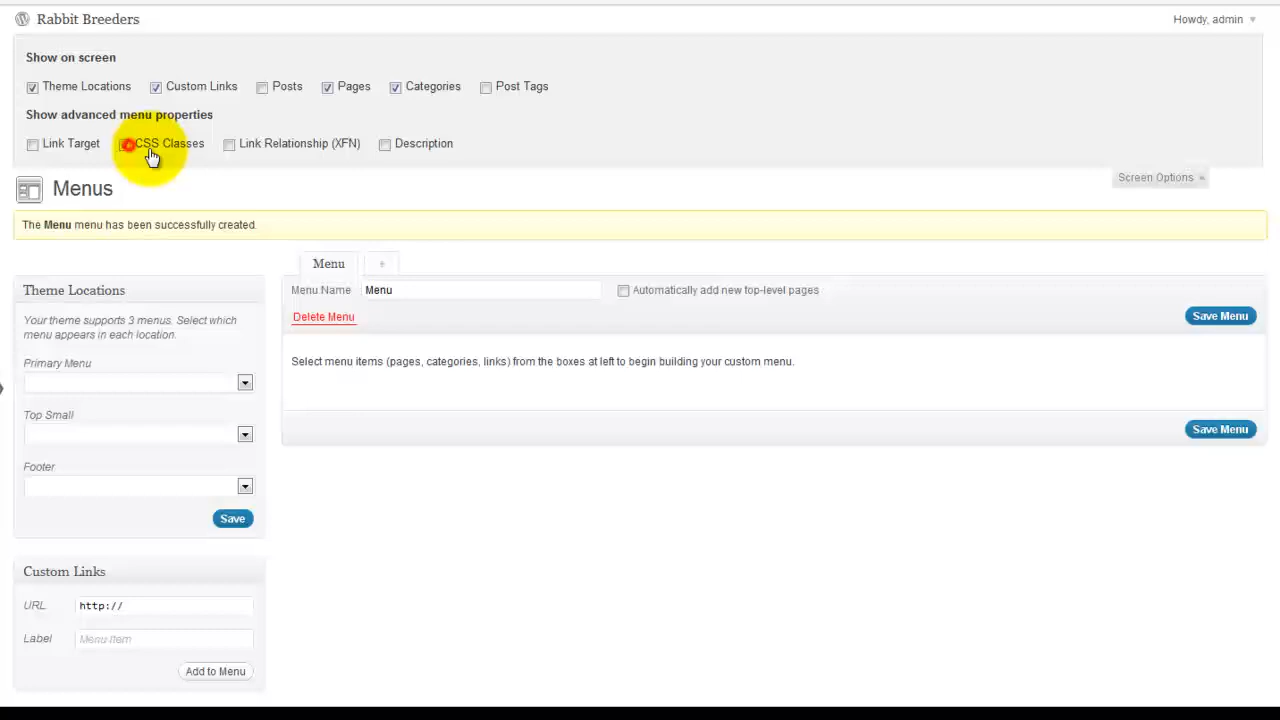 Rabbit Breeders
Howdy, admin
Show on screen
Theme Locations Custom Links Posts Pages Categories Post Tags
Show advanced menu properties
Link Target CSS Classes Link Relationship (XFN) Description
Screen Options
Menus
The Menu menu has been successfully created.
Menu +
Theme Locations
Your theme supports 3 menus. Select which
menu appears in each location.
Primary Menu
Top Small
Footer
Save
Custom Links
URL http://
Label Menu Item
Add to Menu
Menu Name Menu Automatically add new top-level pages
Delete Menu
Save Menu
Select menu items (pages, categories, links) from the boxes at left to begin building your custom menu.
Save Menu